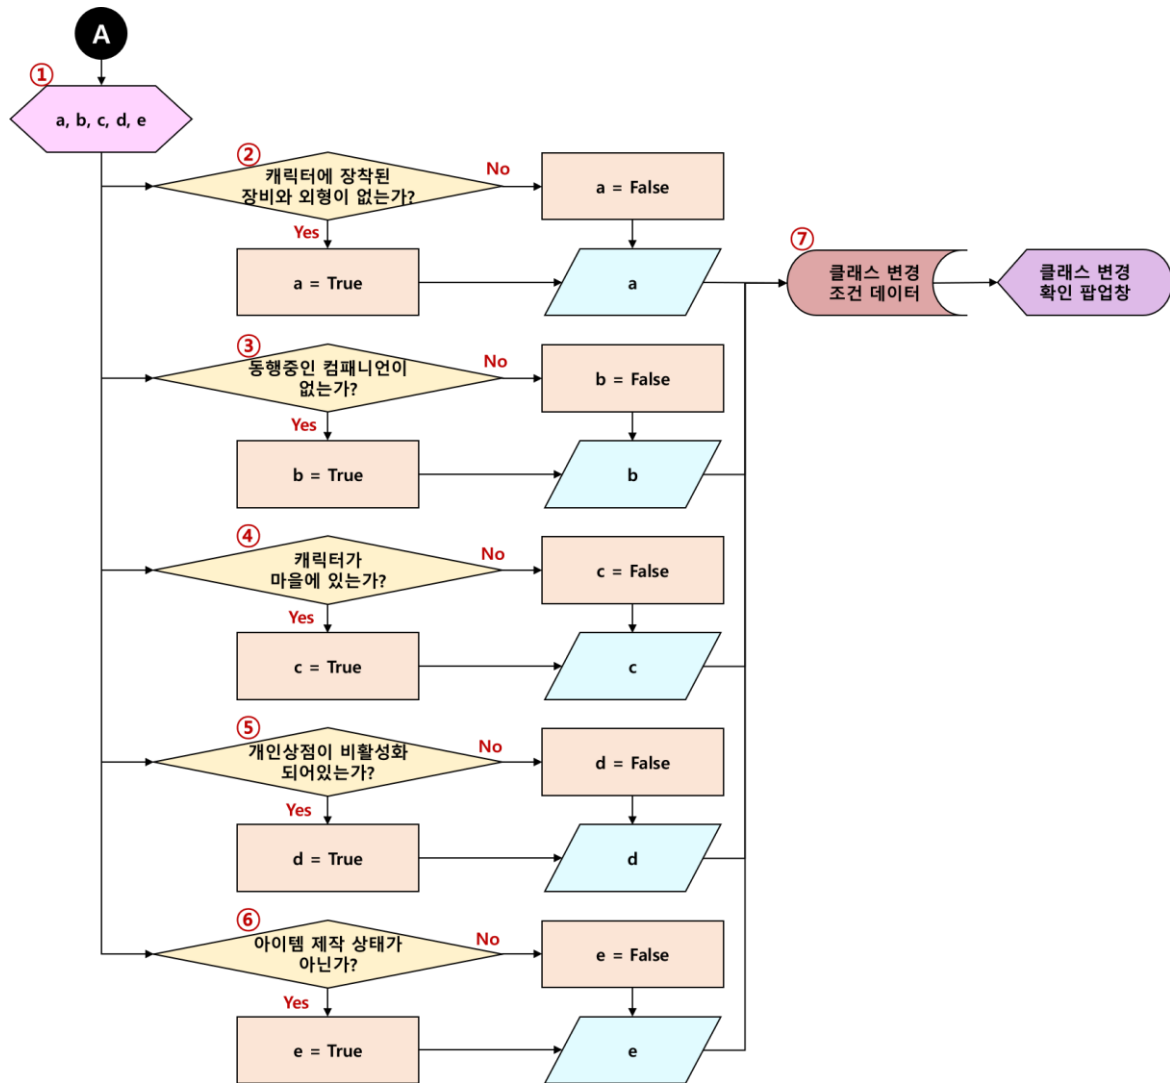 A
①
a, b, c, d, e
②
캐릭터에 장착된
장비와 외형이 없는가?
No
a = False
Yes
a = True
a
⑦
클래스 변경
조건 데이터
클래스 변경
확인 팝업창
③
동행중인 컴패니언이
없는가?
No
b = False
Yes
b = True
b
④
캐릭터가
마을에 있는가?
No
c = False
Yes
c = True
c
⑤
개인상점이 비활성화
되어있는가?
No
d = False
Yes
d = True
d
⑥
아이템 제작 상태가
아닌가?
No
e = False
Yes
e = True
e